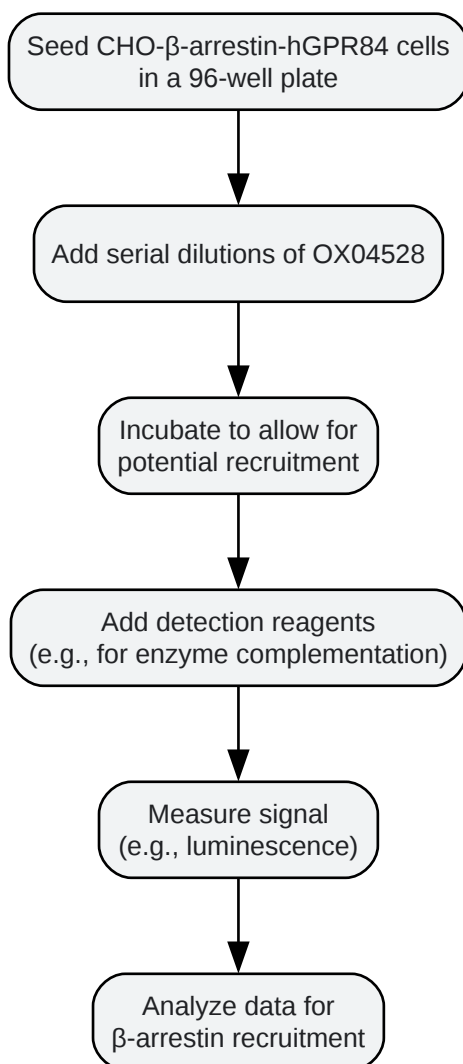 Seed CHO-β-arrestin-hGPR84 cells
in a 96-well plate
Add serial dilutions of OX04528
Incubate to allow for
potential recruitment
Add detection reagents
(e.g., for enzyme complementation)
Measure signal
(e.g., luminescence)
Analyze data for
β-arrestin recruitment